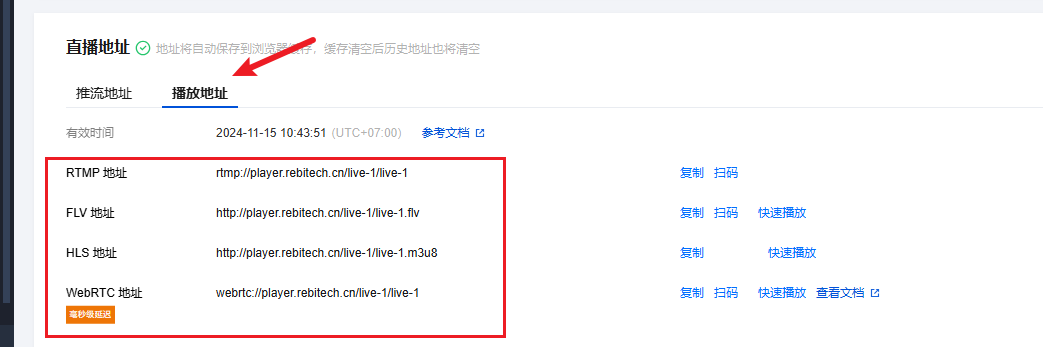 直播地址 地址将自动保存到浏览器缓存，缓存清空后历史地址也将清空
推流地址 播放地址
有效时间 2024-11-15 10:43:51 (UTC+07:00) 参考文档
RTMP 地址 rtmp://player.rebitech.cn/live-1/live-1 复制 扫码
FLV 地址 http://player.rebitech.cn/live-1/live-1.flv 复制 扫码 快速播放
HLS 地址 http://player.rebitech.cn/live-1/live-1.m3u8 复制 快速播放
WebRTC 地址 webrtc://player.rebitech.cn/live-1/live-1 复制 扫码 快速播放 查看文档
毫秒级延迟